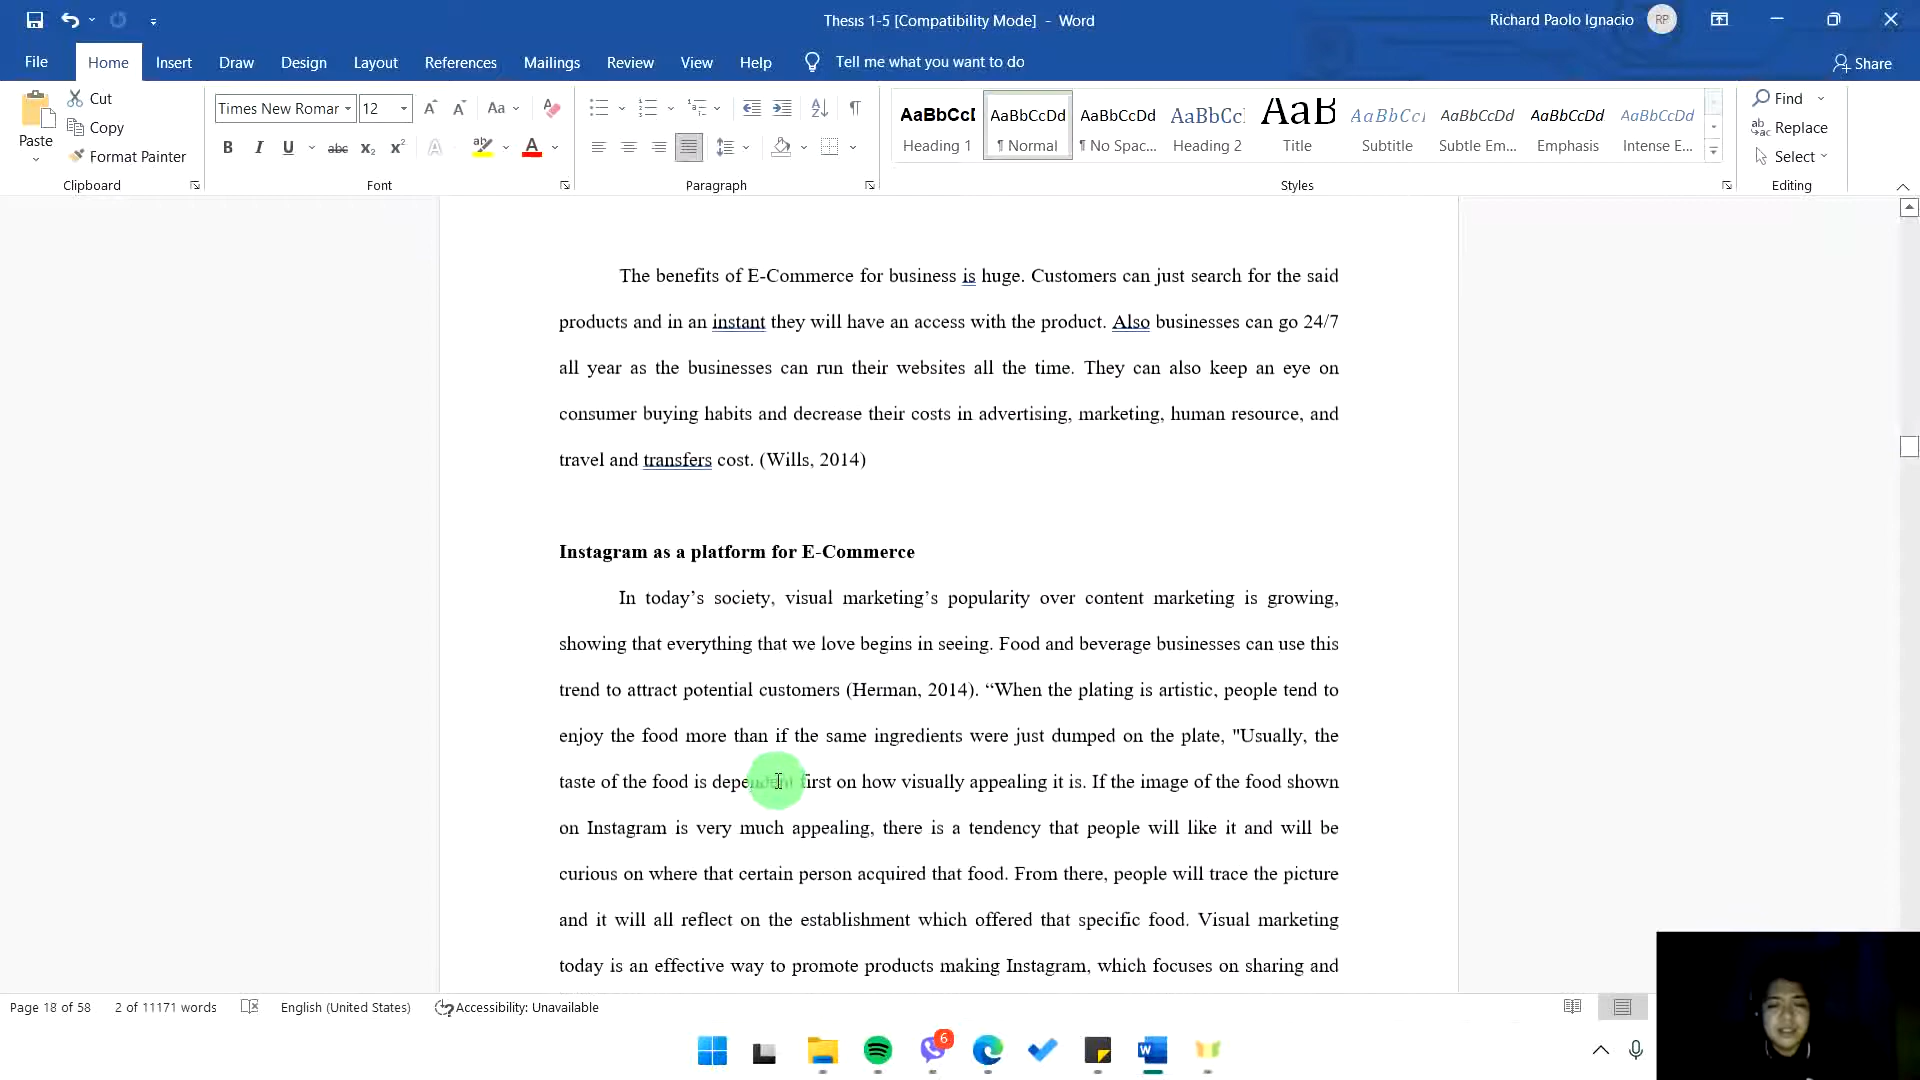 Thesis 1-5 [Compatibility Mode] - Word
Richard Paolo Ignacio
RP
File
Home
Insert
Draw
Design
Layout
References
Mailings
Review
View
Help
Tell me what you want to do
Share
Paste
Cut
Copy
Format Painter
Clipboard
Times New Romar
12
Aa
B I U abc x₂ x²
A
ab
A
Font
Paragraph
AaBbCcI
Heading 1
AaBbCcDd
¶ Normal
AaBbCcDd
¶ No Spac...
AaBbCc
Heading 2
AaB
Title
AaBbCcI
Subtitle
AaBbCcDd
Subtle Em...
AaBbCcDd
Emphasis
AaBbCcDd
Intense E...
Styles
Find
Replace
Select
Editing
The benefits of E-Commerce for business is huge. Customers can just search for the said
products and in an instant they will have an access with the product. Also businesses can go 24/7
all year as the businesses can run their websites all the time. They can also keep an eye on
consumer buying habits and decrease their costs in advertising, marketing, human resource, and
travel and transfers cost. (Wills, 2014)
Instagram as a platform for E-Commerce
In today’s society, visual marketing’s popularity over content marketing is growing,
showing that everything that we love begins in seeing. Food and beverage businesses can use this
trend to attract potential customers (Herman, 2014). “When the plating is artistic, people tend to
enjoy the food more than if the same ingredients were just dumped on the plate, "Usually, the
taste of the food is dependent first on how visually appealing it is. If the image of the food shown
on Instagram is very much appealing, there is a tendency that people will like it and will be
curious on where that certain person acquired that food. From there, people will trace the picture
and it will all reflect on the establishment which offered that specific food. Visual marketing
today is an effective way to promote products making Instagram, which focuses on sharing and
Page 18 of 58
2 of 11171 words
English (United States)
Accessibility: Unavailable
6